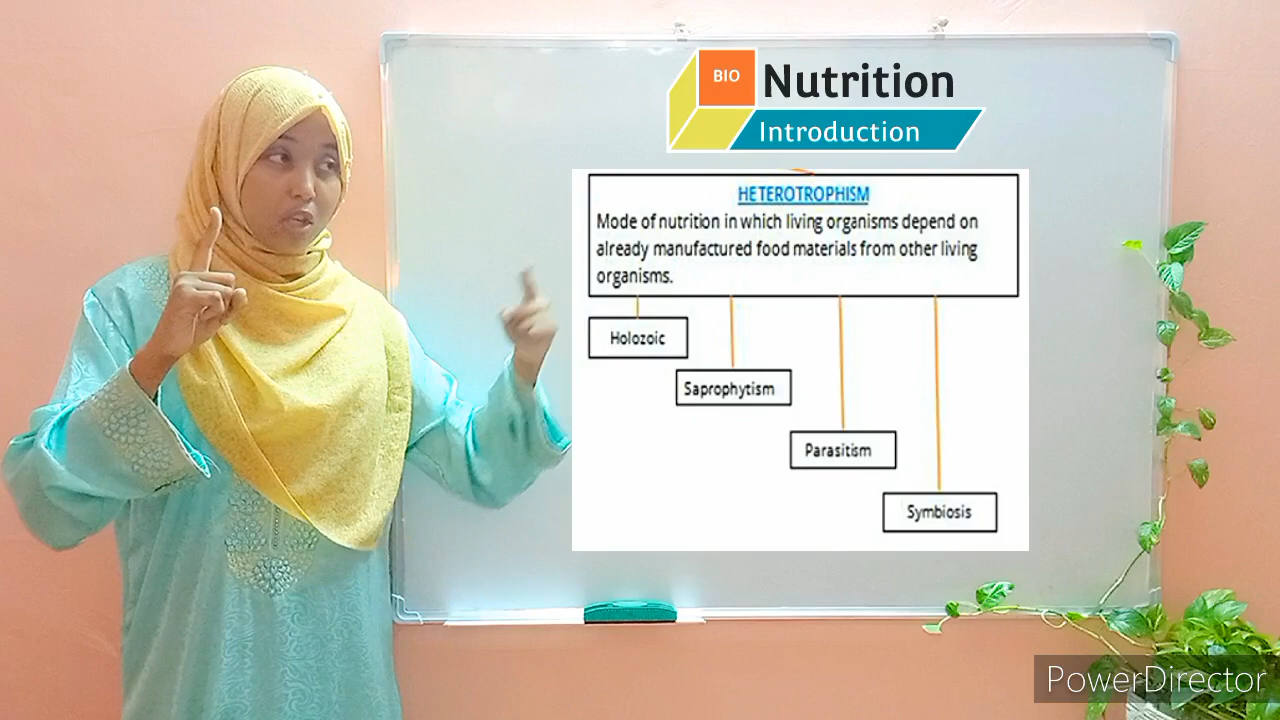 BIO
Nutrition
Introduction
HETEROTROPHISM
Mode of nutrition in which living organisms depend on
already manufactured food materials from other living
organisms.
Holozoic
Saprophytism
Parasitism
Symbiosis
PowerDirector